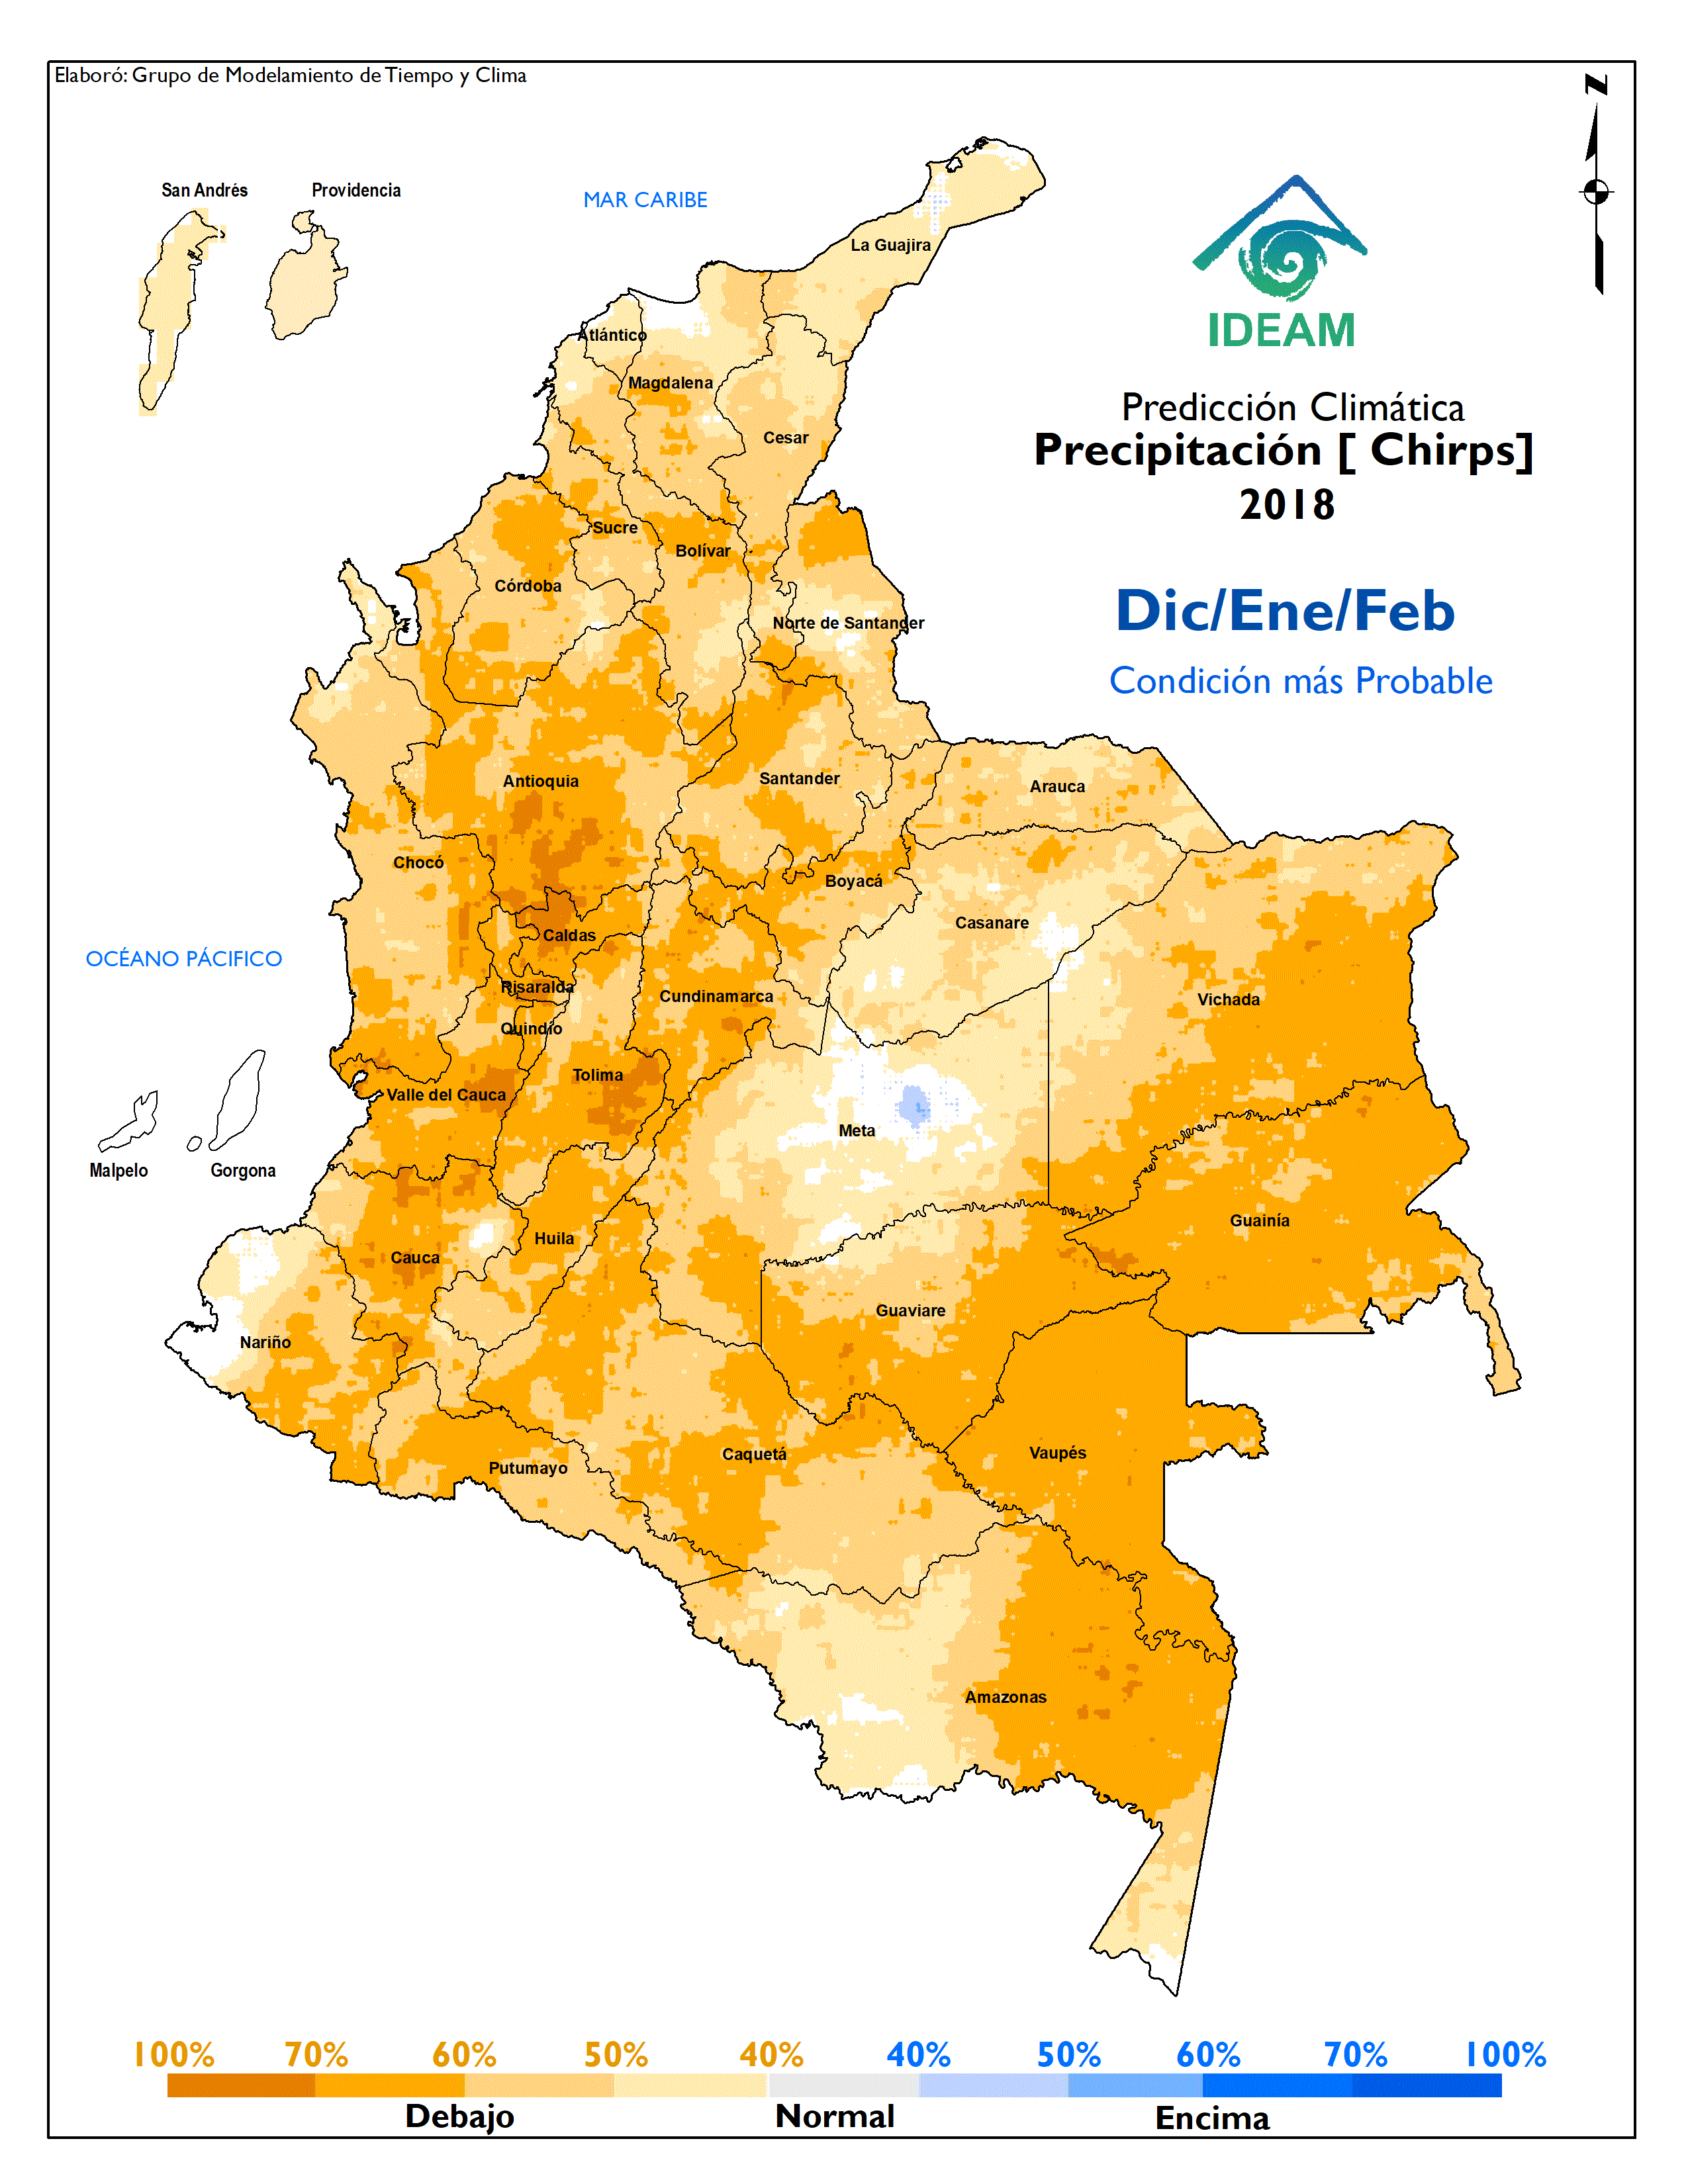 Elaboró: Grupo de Modelamiento de Tiempo y Clima
N
San Andrés
Providencia
MAR CARIBE
IDEAM
Predicción Climática
Precipitación [ Chirps]
2018
Dic/Ene/Feb
Condición más Probable
La Guajira
Atlántico
Magdalena
Cesar
Sucre
Bolívar
Córdoba
Norte de Santander
Antioquia
Santander
Arauca
Chocó
Boyacá
Casanare
Caldas
OCÉANO PÁCIFICO
Risaralda
Cundinamarca
Vichada
Quindío
Tolima
Valle del Cauca
Meta
Malpelo
Gorgona
Guainía
Huila
Cauca
Guaviare
Nariño
Caquetá
Vaupés
Putumayo
Amazonas
100% 70% 60% 50% 40% 40% 50% 60% 70% 100%
Debajo Normal Encima